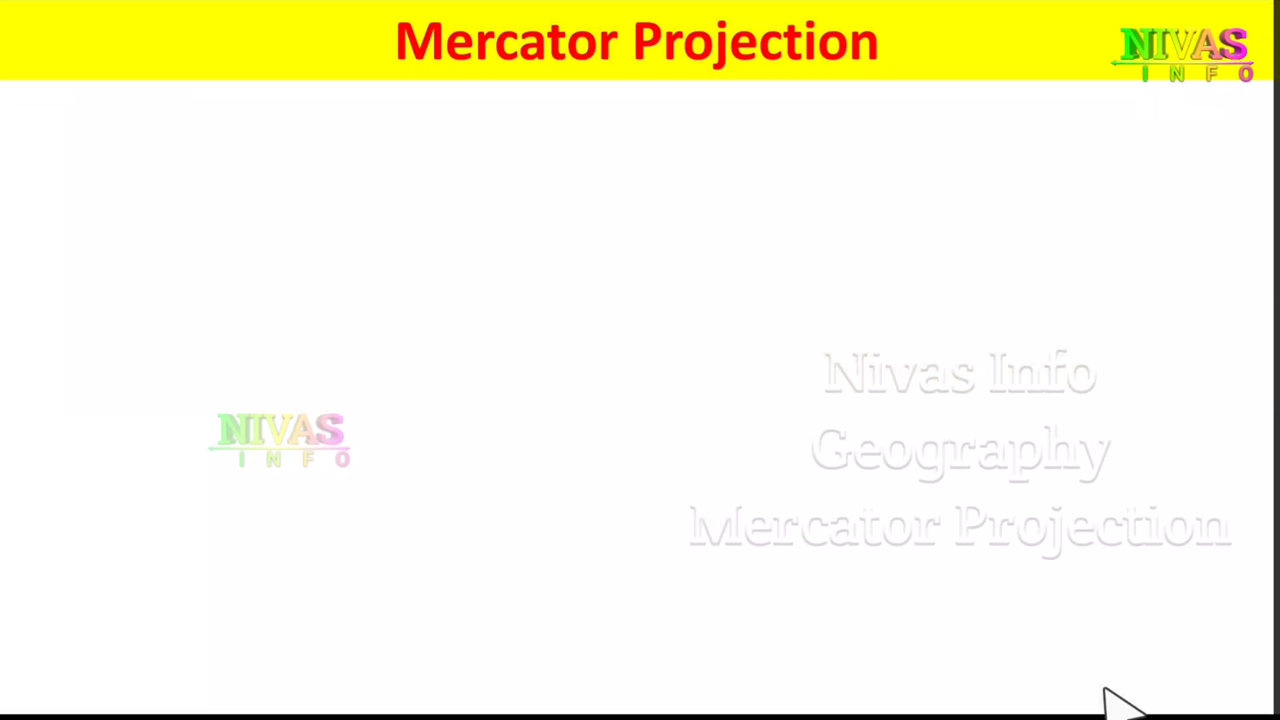 Mercator Projection
NIVAS
INFO
Nivas Info
Geography
Mercator Projection
NIVAS
INFO